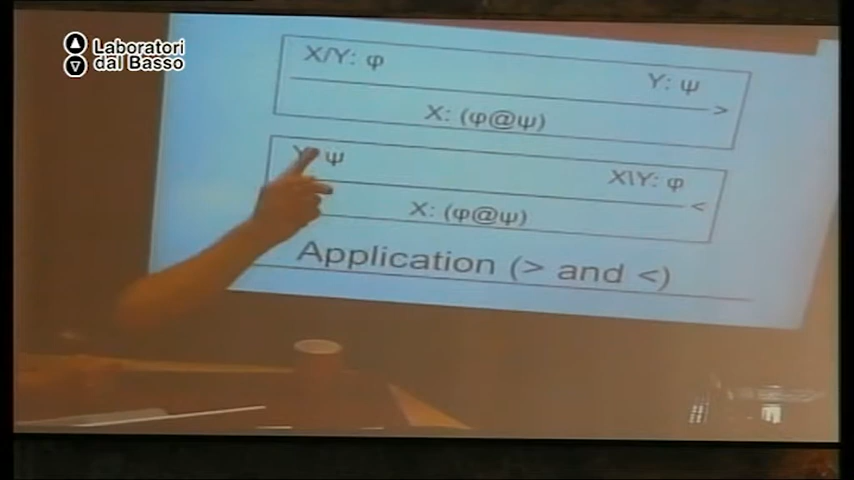 Laboratori
dal Basso
X/Y: φ Y: ψ
>
X: (φ@ψ)
ψ X\Y: φ
<
X: (φ@ψ)
Application (> and <)